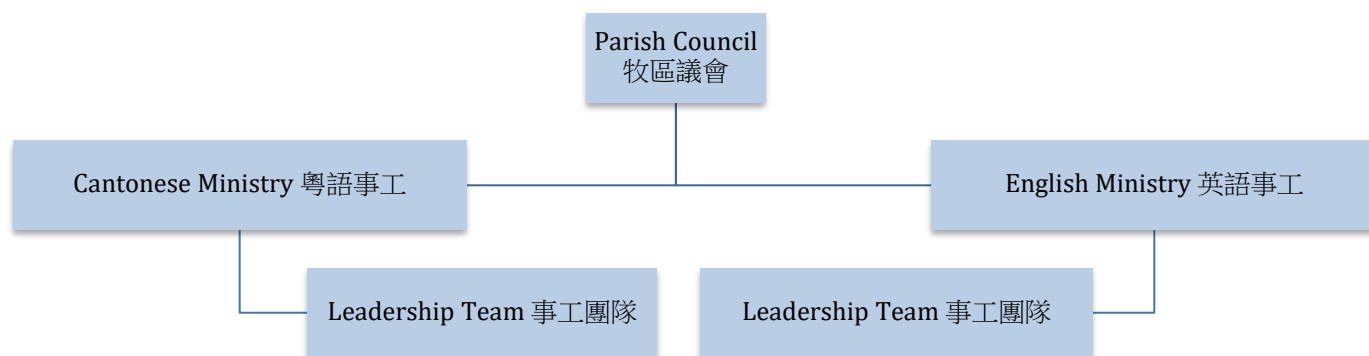 Parish Council
牧區議會
Cantonese Ministry 粵語事工
English Ministry 英語事工
Leadership Team 事工團隊
Leadership Team 事工團隊